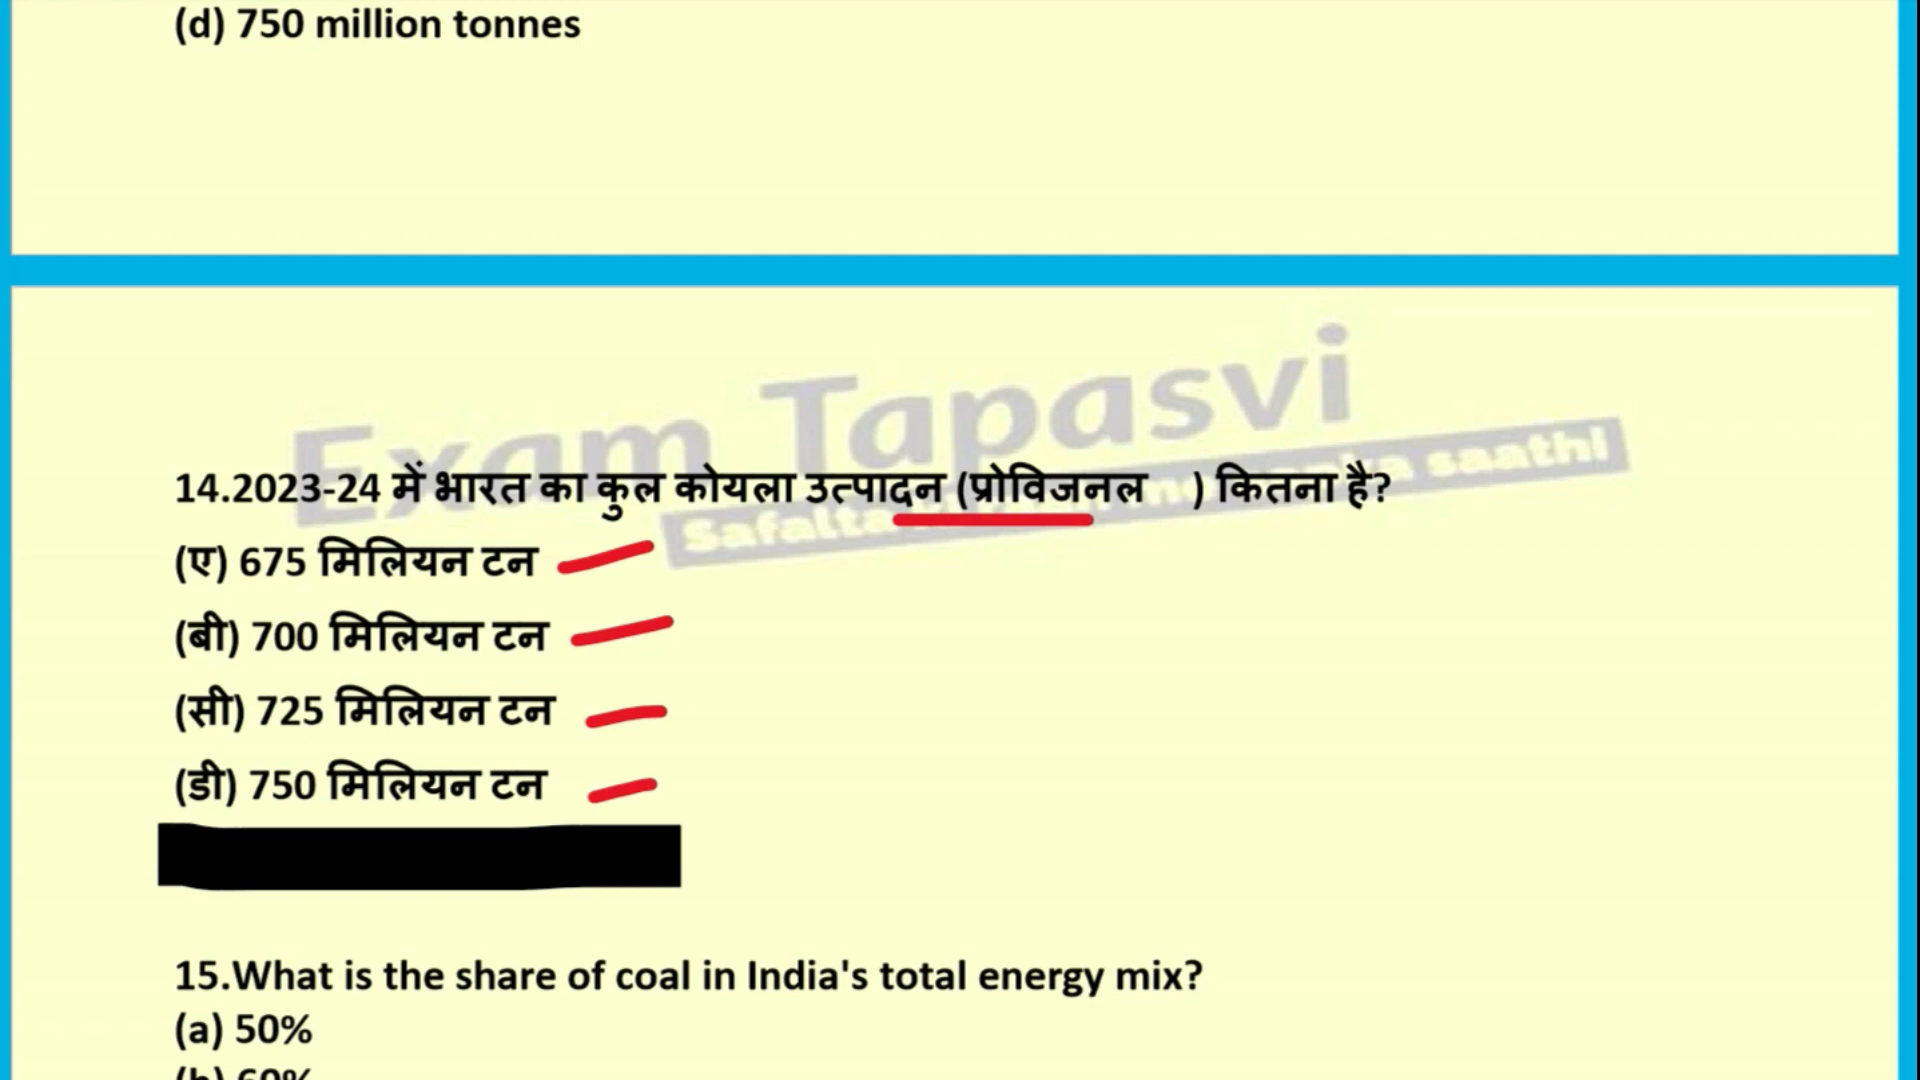 (d) 750 million tonnes
Exam Tapasvi
14.2023-24 में भारत का कुल कोयला उत्पादन (प्रोविजनल ) कितना है?
(ए) 675 मिलियन टन
(बी) 700 मिलियन टन
(सी) 725 मिलियन टन
(डी) 750 मिलियन टन
15.What is the share of coal in India's total energy mix?
(a) 50%
(b) 60%